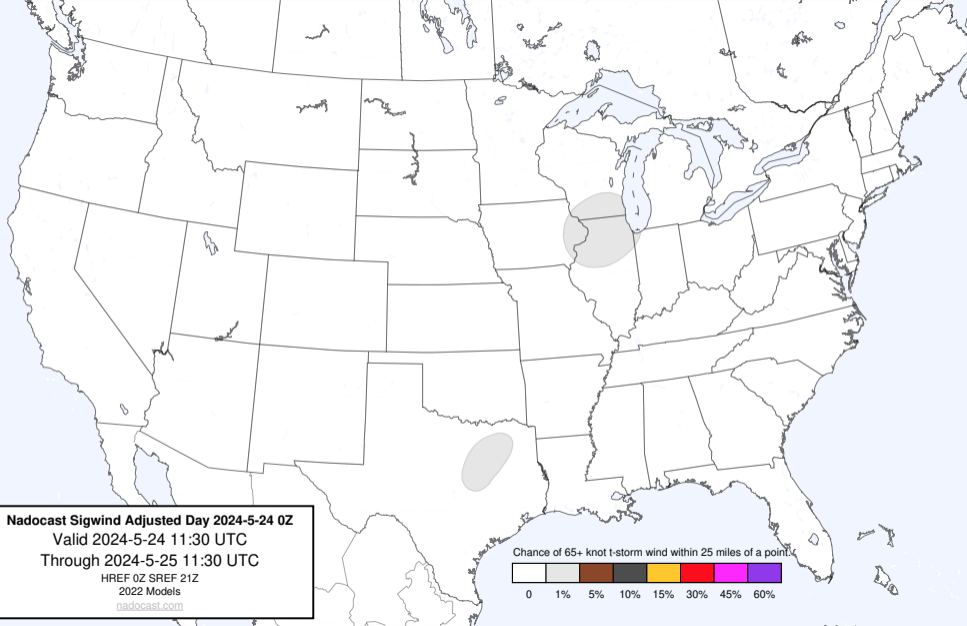 Nadocast Sigwind Adjusted Day 2024-5-24 0Z
Valid 2024-5-24 11:30 UTC
Through 2024-5-25 11:30 UTC
HREF 0Z SREF 21Z
2022 Models
nadocast.com
Chance of 65+ knot t-storm wind within 25 miles of a point.
0 1% 5% 10% 15% 30% 45% 60%